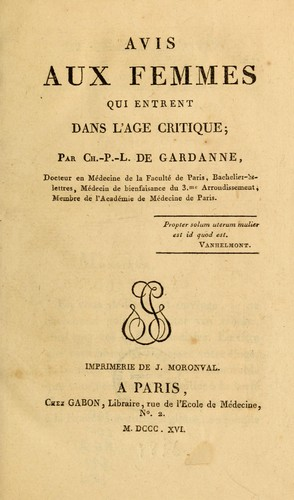 AVIS
AUX FEMMES
QUI ENTRENT
DANS L'AGE CRITIQUE;
PAR CH.-P.-L. DE GARDANNE,
Docteur en Médecine de la Faculté de Paris, Bachelier-ès-
lettres, Médecin de bienfaisance du 3.me Arrondissement;
Membre de l'Académie de Médecine de Paris.
Propter solum uterum mulier
est id quod est.
VANHELMONT.
IMPRIMERIE DE J. MORONVAL.
A PARIS,
CHEZ GABON, Libraire, rue de l'Ecole de Médecine,
N°. 2.
M. DCCC. XVI.